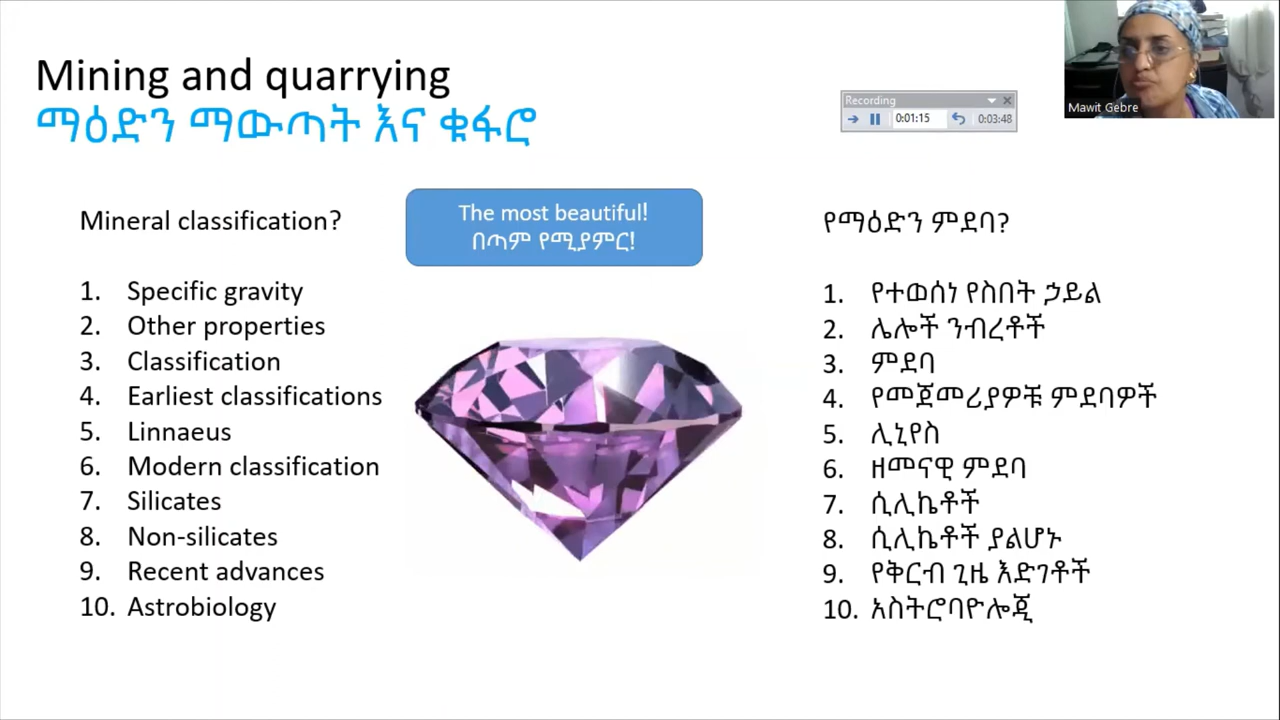 Mining and quarrying
ማዕድን ማውጣት እና ቁፋሮ
Recording
0:01:15
0:03:48
Mawit Gebre
Mineral classification?
The most beautiful!
በጣም የሚያምር!
የማዕድን ምደባ?
1. Specific gravity
2. Other properties
3. Classification
4. Earliest classifications
5. Linnaeus
6. Modern classification
7. Silicates
8. Non-silicates
9. Recent advances
10. Astrobiology
1. የተወሰነ የስበት ኃይል
2. ሌሎች ንብረቶች
3. ምደባ
4. የመጀመሪያዎቹ ምደባዎች
5. ሊኒየስ
6. ዘመናዊ ምደባ
7. ሲሊኬቶች
8. ሲሊኬቶች ያልሆኑ
9. የቅርብ ጊዜ እድገቶች
10. አስትሮባዮሎጂ